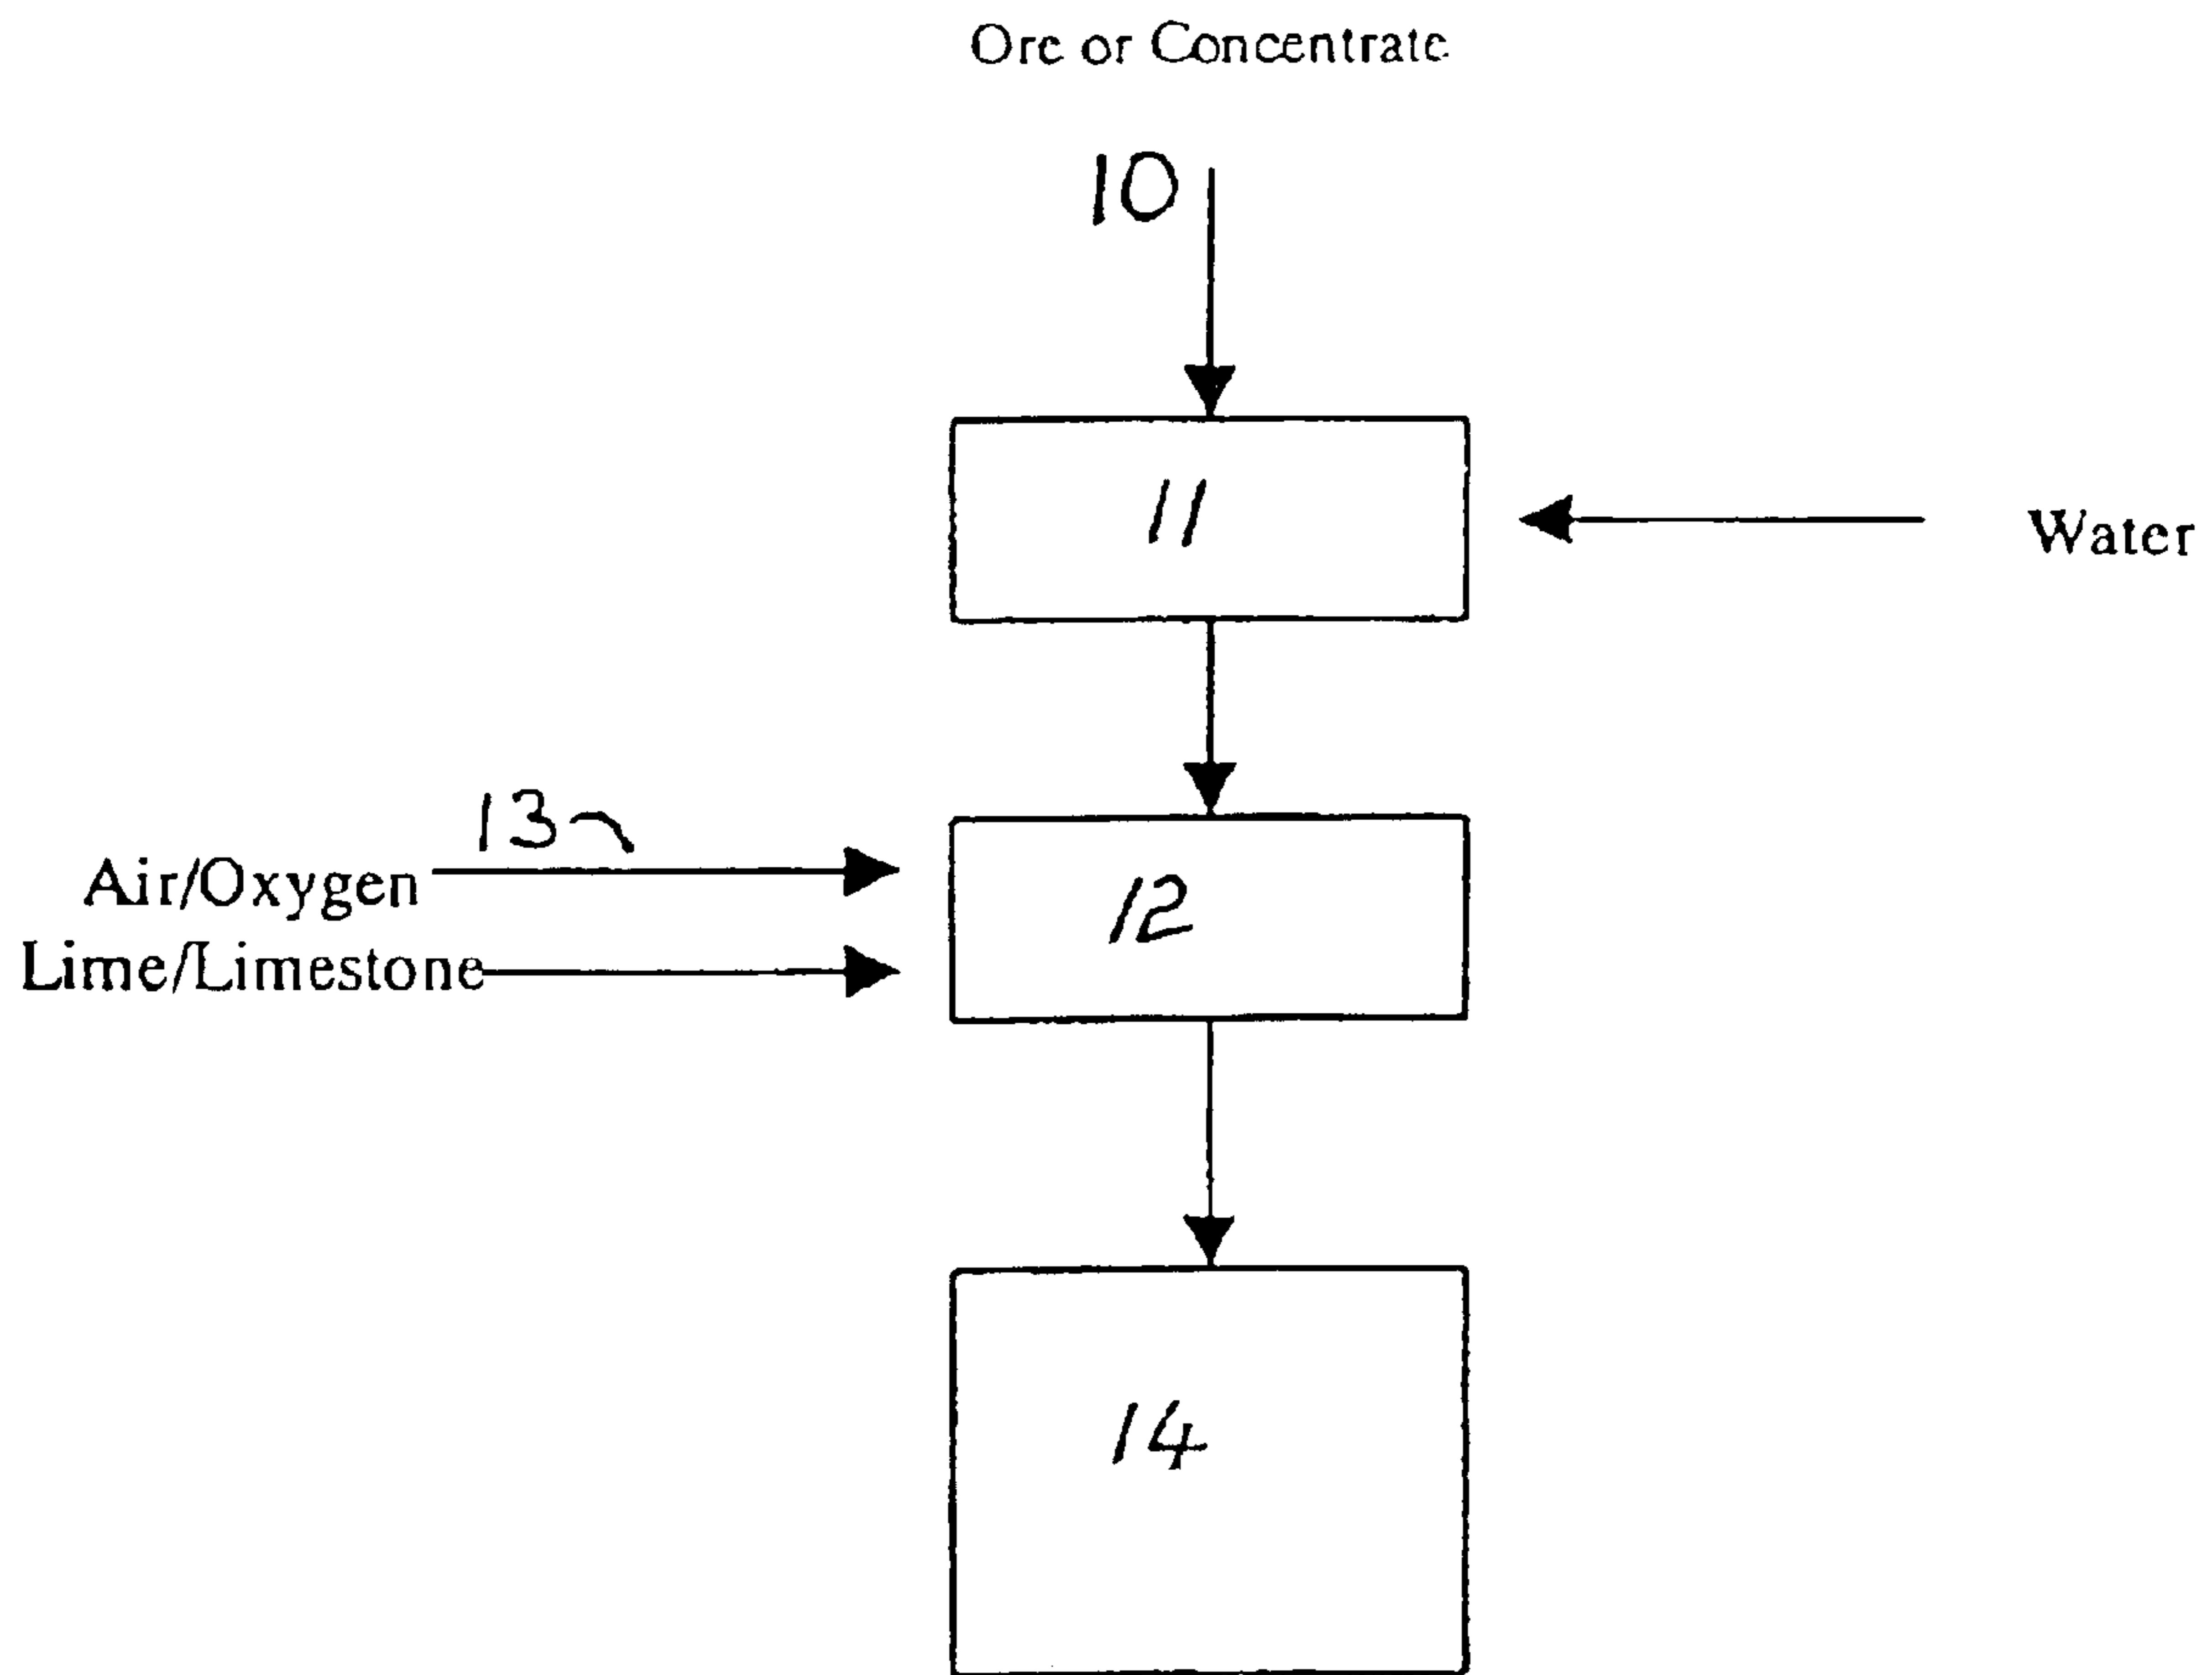 Ore or Concentrate
10
11
Water
13
Air/Oxygen
12
Lime/Limestone
14